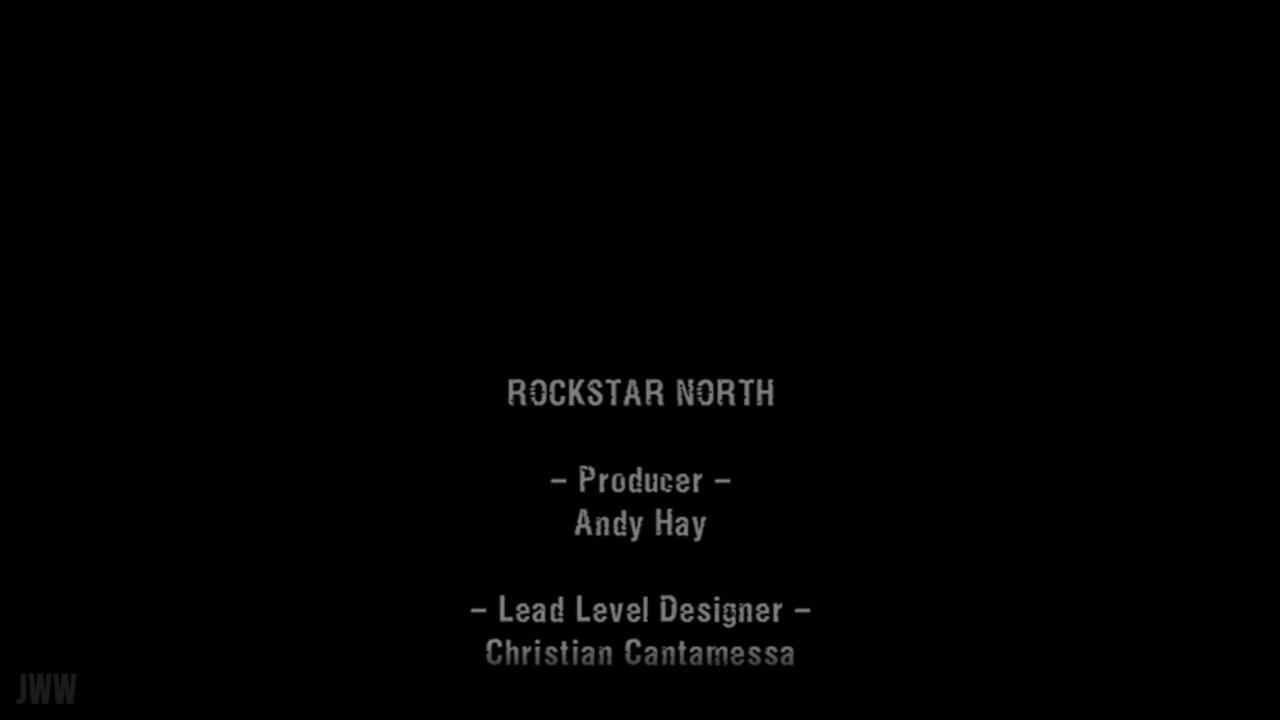 ROCKSTAR NORTH
– Producer –
Andy Hay
– Lead Level Designer –
Christian Cantamessa
JWW